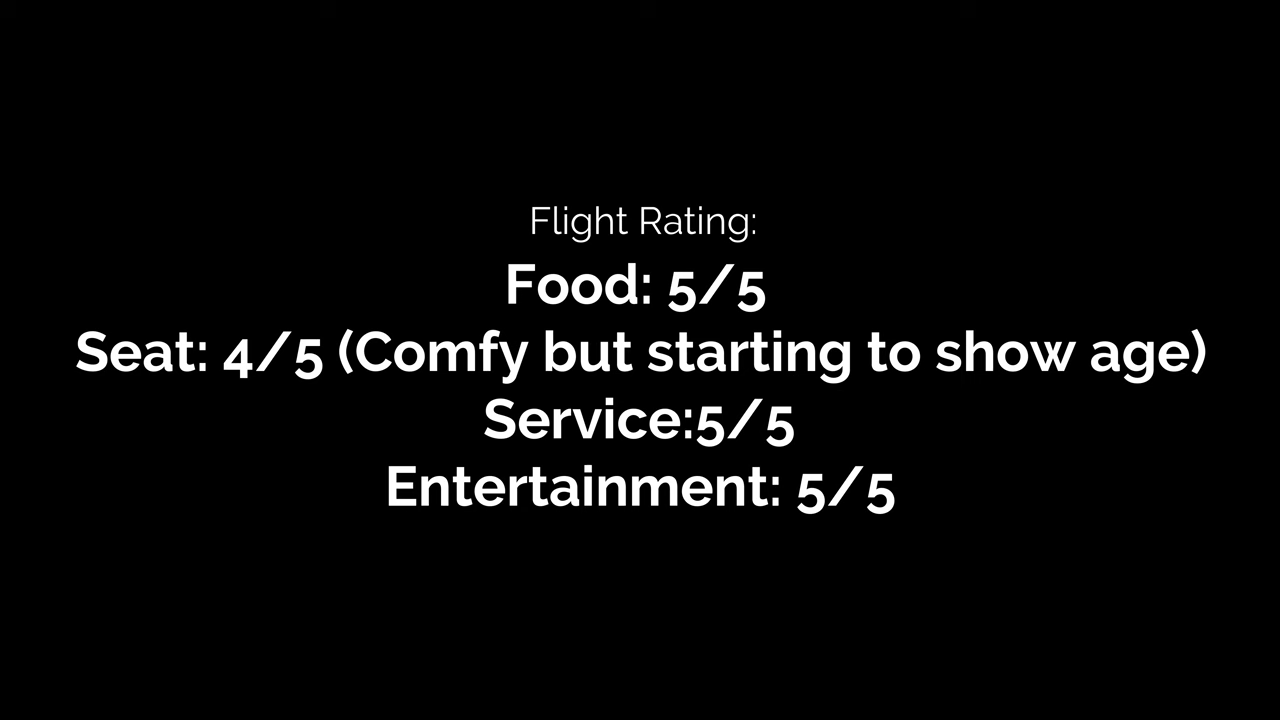 Flight Rating:
Food: 5/5
Seat: 4/5 (Comfy but starting to show age)
Service:5/5
Entertainment: 5/5